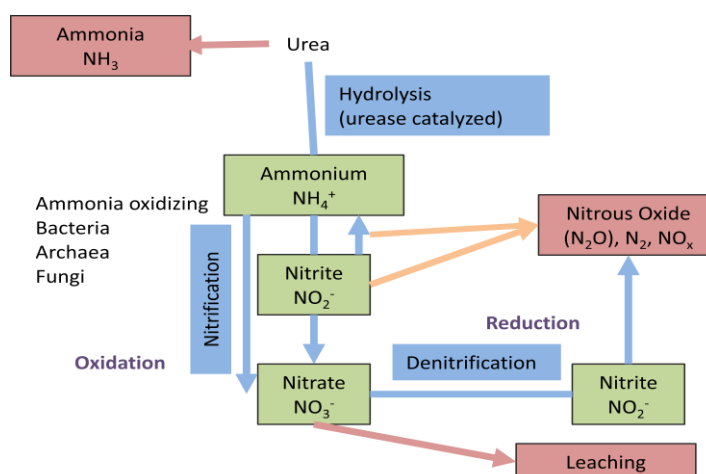 Ammonia
NH₃
Urea
Hydrolysis
(urease catalyzed)
Ammonium
NH₄⁺
Ammonia oxidizing
Bacteria
Archaea
Fungi
Nitrification
Nitrite
NO₂⁻
Nitrous Oxide
(N₂O), N₂, NOₓ
Reduction
Oxidation
Denitrification
Nitrate
NO₃⁻
Nitrite
NO₂⁻
Leaching